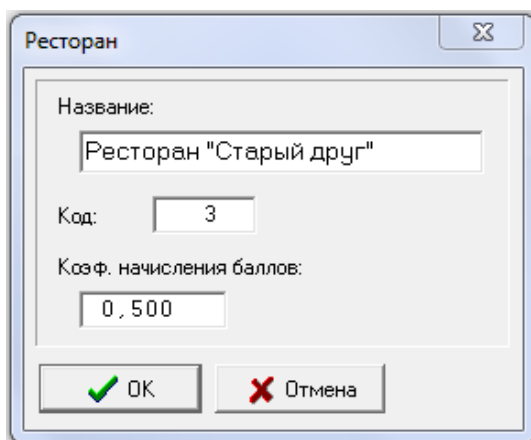 Ресторан
Название:
Ресторан "Старый друг"
Код: 3
Коэф. начисления баллов:
0,500
OK Отмена